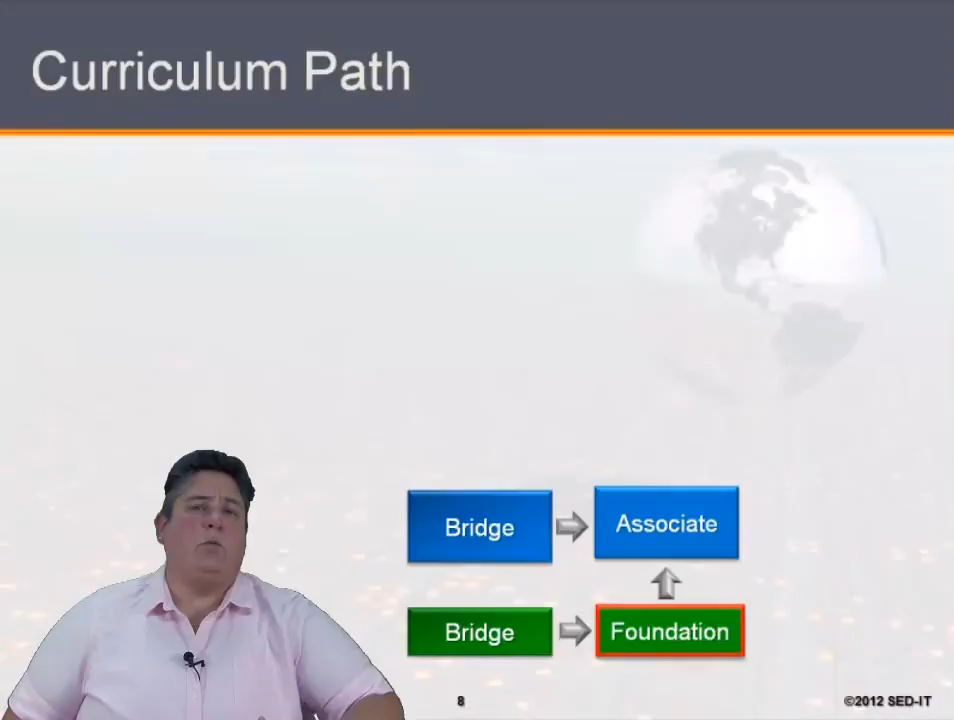 Curriculum Path
Bridge
Associate
Bridge
Foundation
8
©2012 SED-IT